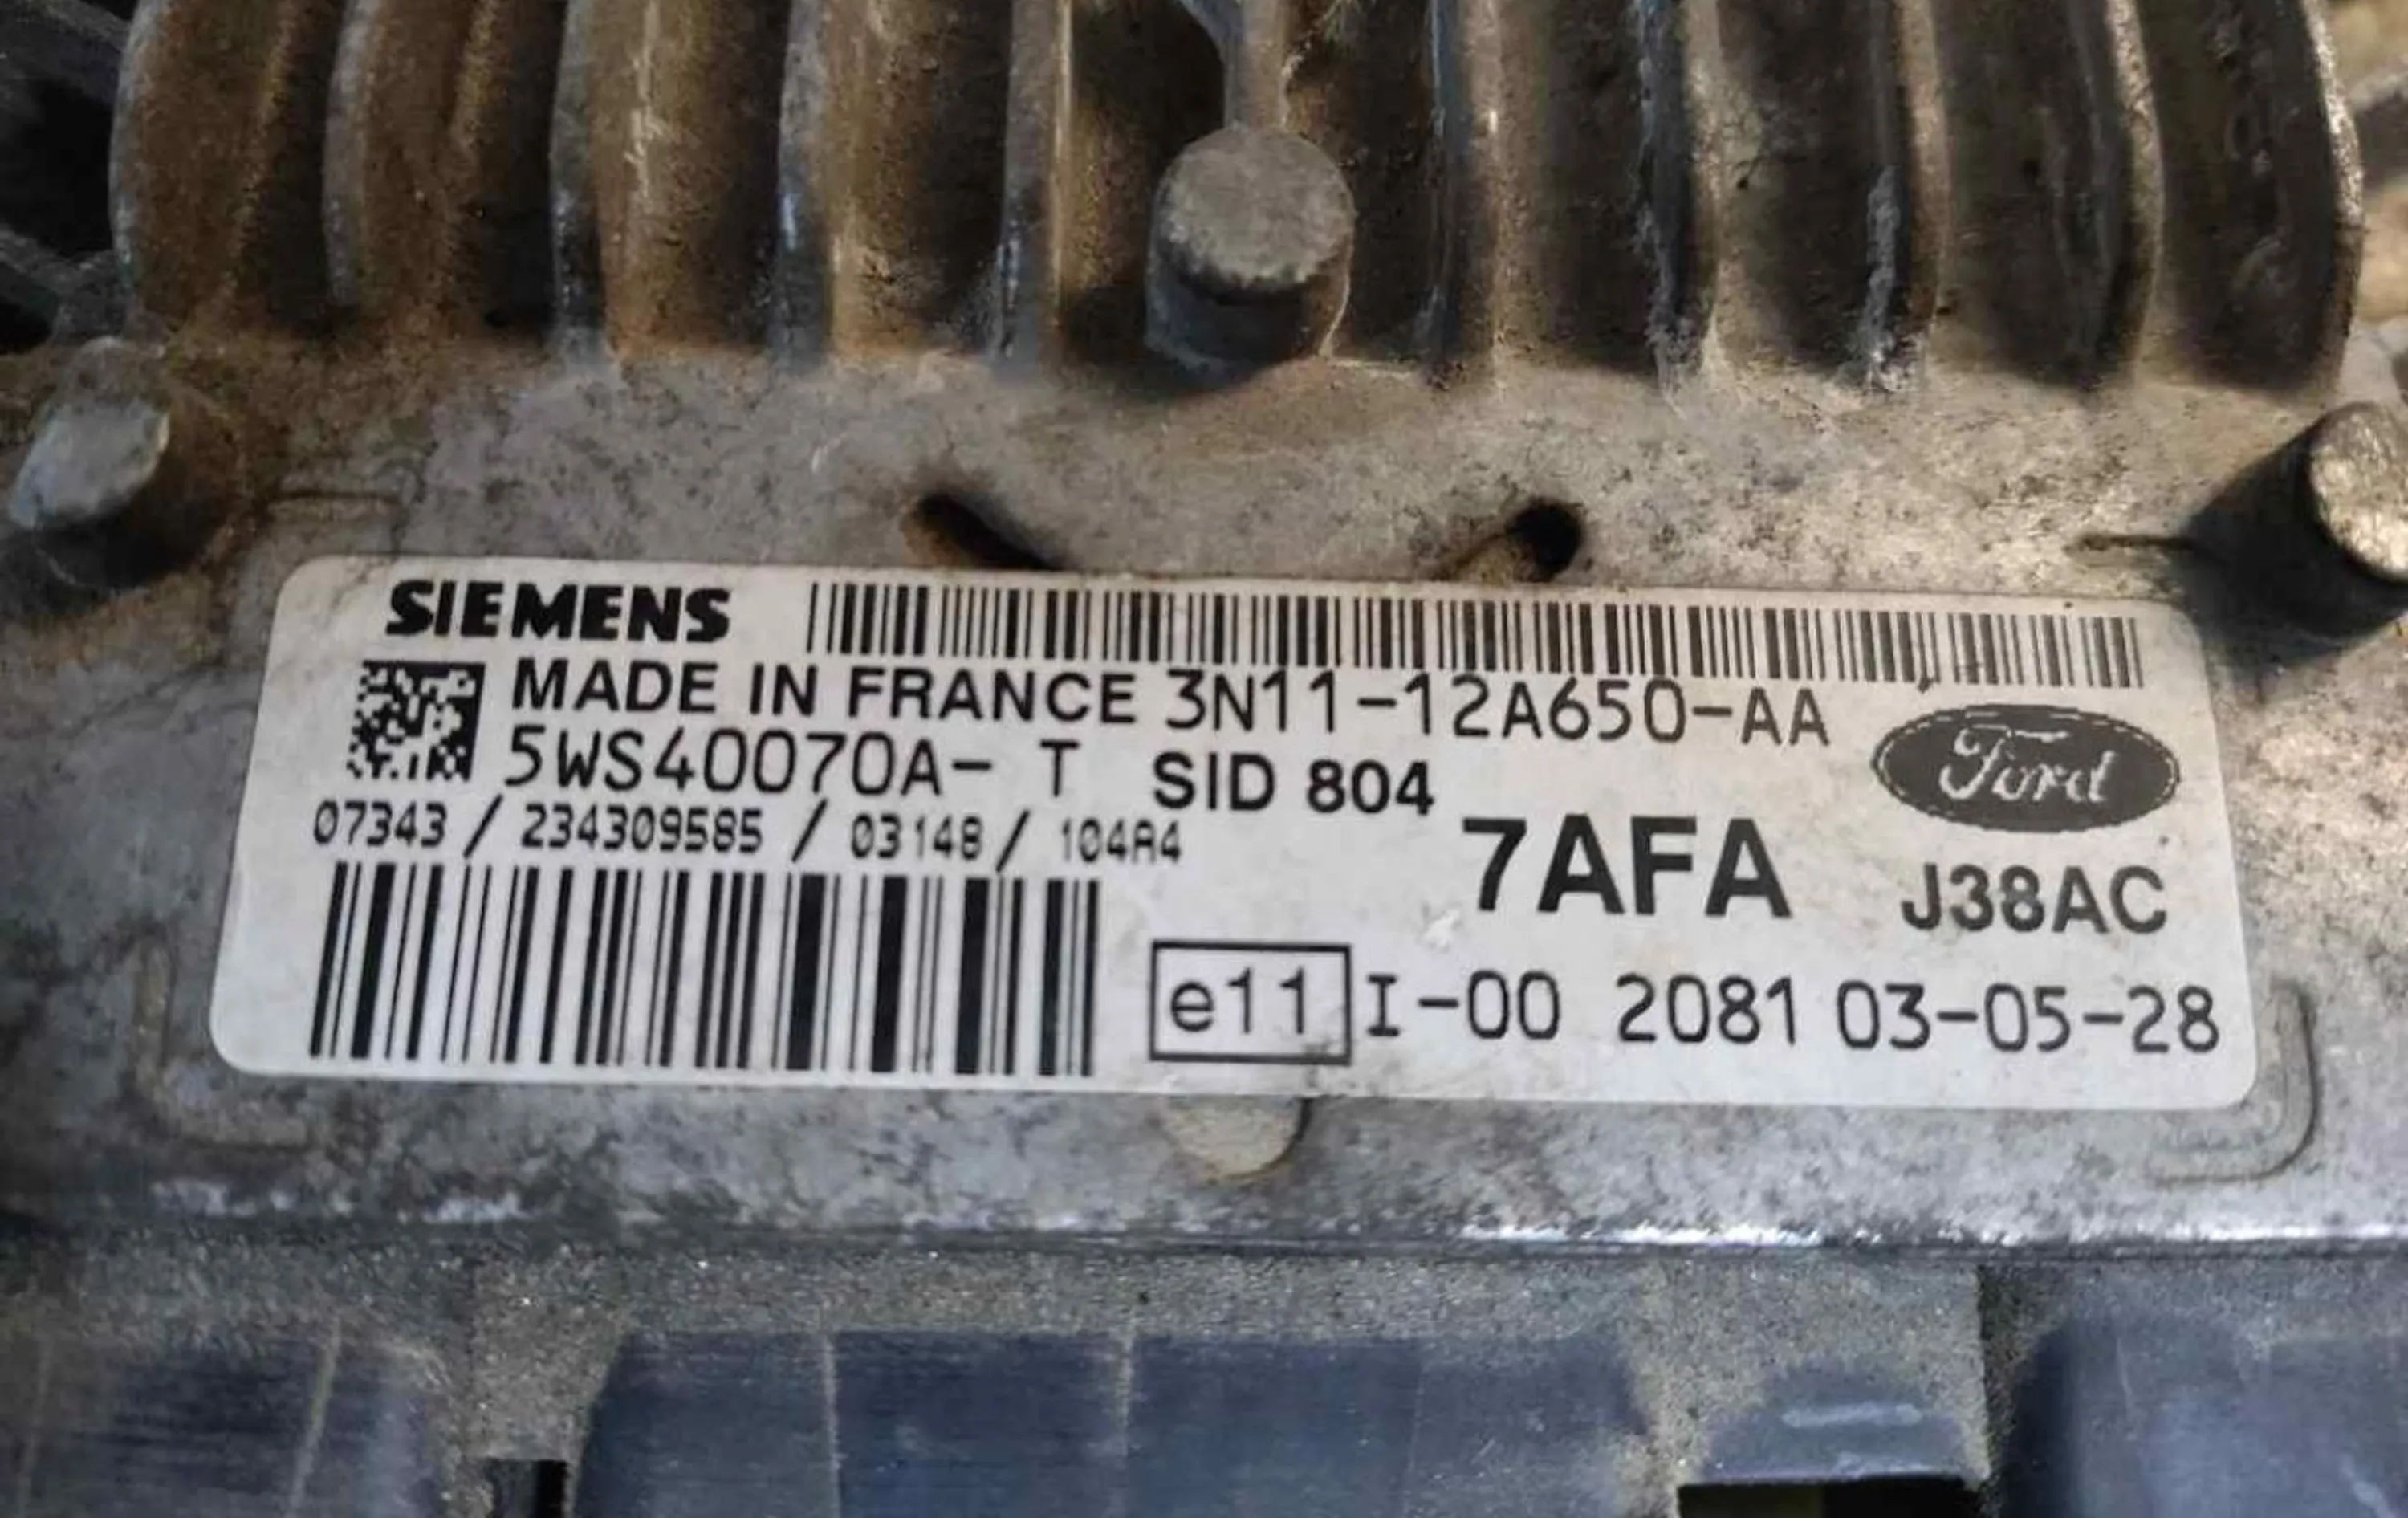 SIEMENS
MADE IN FRANCE 3N11-12A650-AA
5WS40070A- T SID 804
Ford
07343 / 234309585 / 03148 / 104A4
7AFA J38AC
e11 I-00 2081 03-05-28